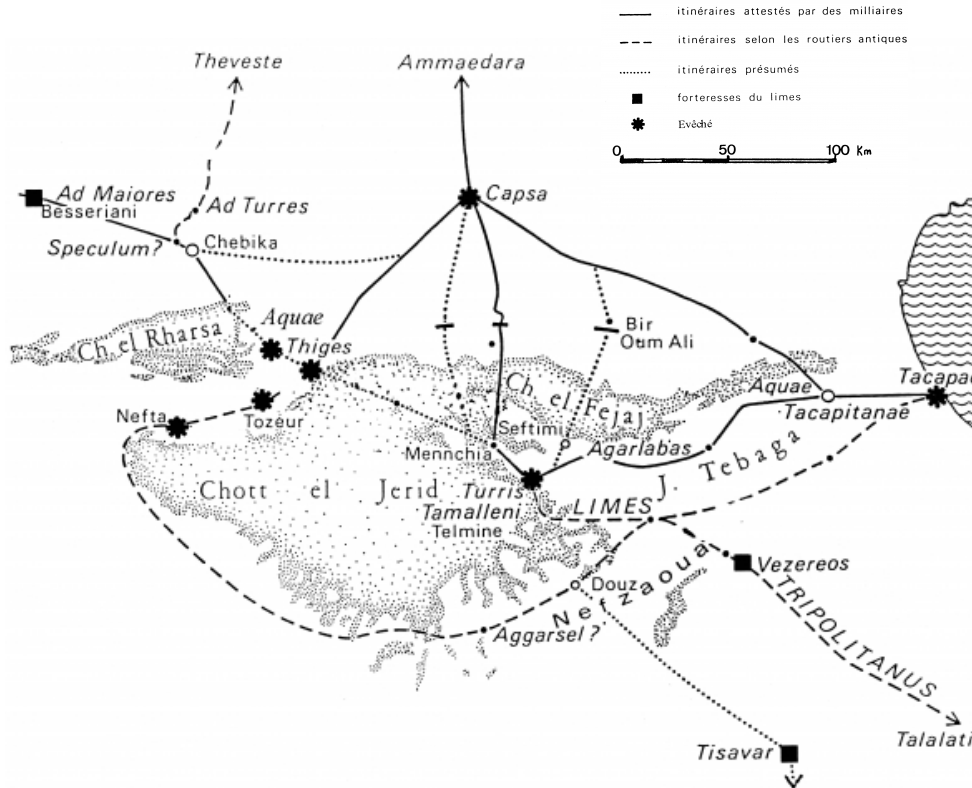 itinéraires attestés par des milliaires
itinéraires selon les routiers antiques
itinéraires présumés
forteresses du limes
Evêché
0 50 100 Km
Theveste
Ammaedara
Ad Maiores
Besseriani
Ad Turres
Capsa
Speculum?
Chebika
Ch. el Rharsa
Aquae
Thiges
Bir
Oum Ali
Ch. el Fejaj
Aquae
Tacapitanae
Tacapae
Nefta
Tozeur
Seftimi
Mennchia
Agarlabas
J. Tebaga
Chott el Jerid
Turris
Tamalleni
Telmine
LIMES
TRIPOLITANUS
Vezereos
Douz
Nefzaoua
Aggarsel ?
Talalati
Tisavar